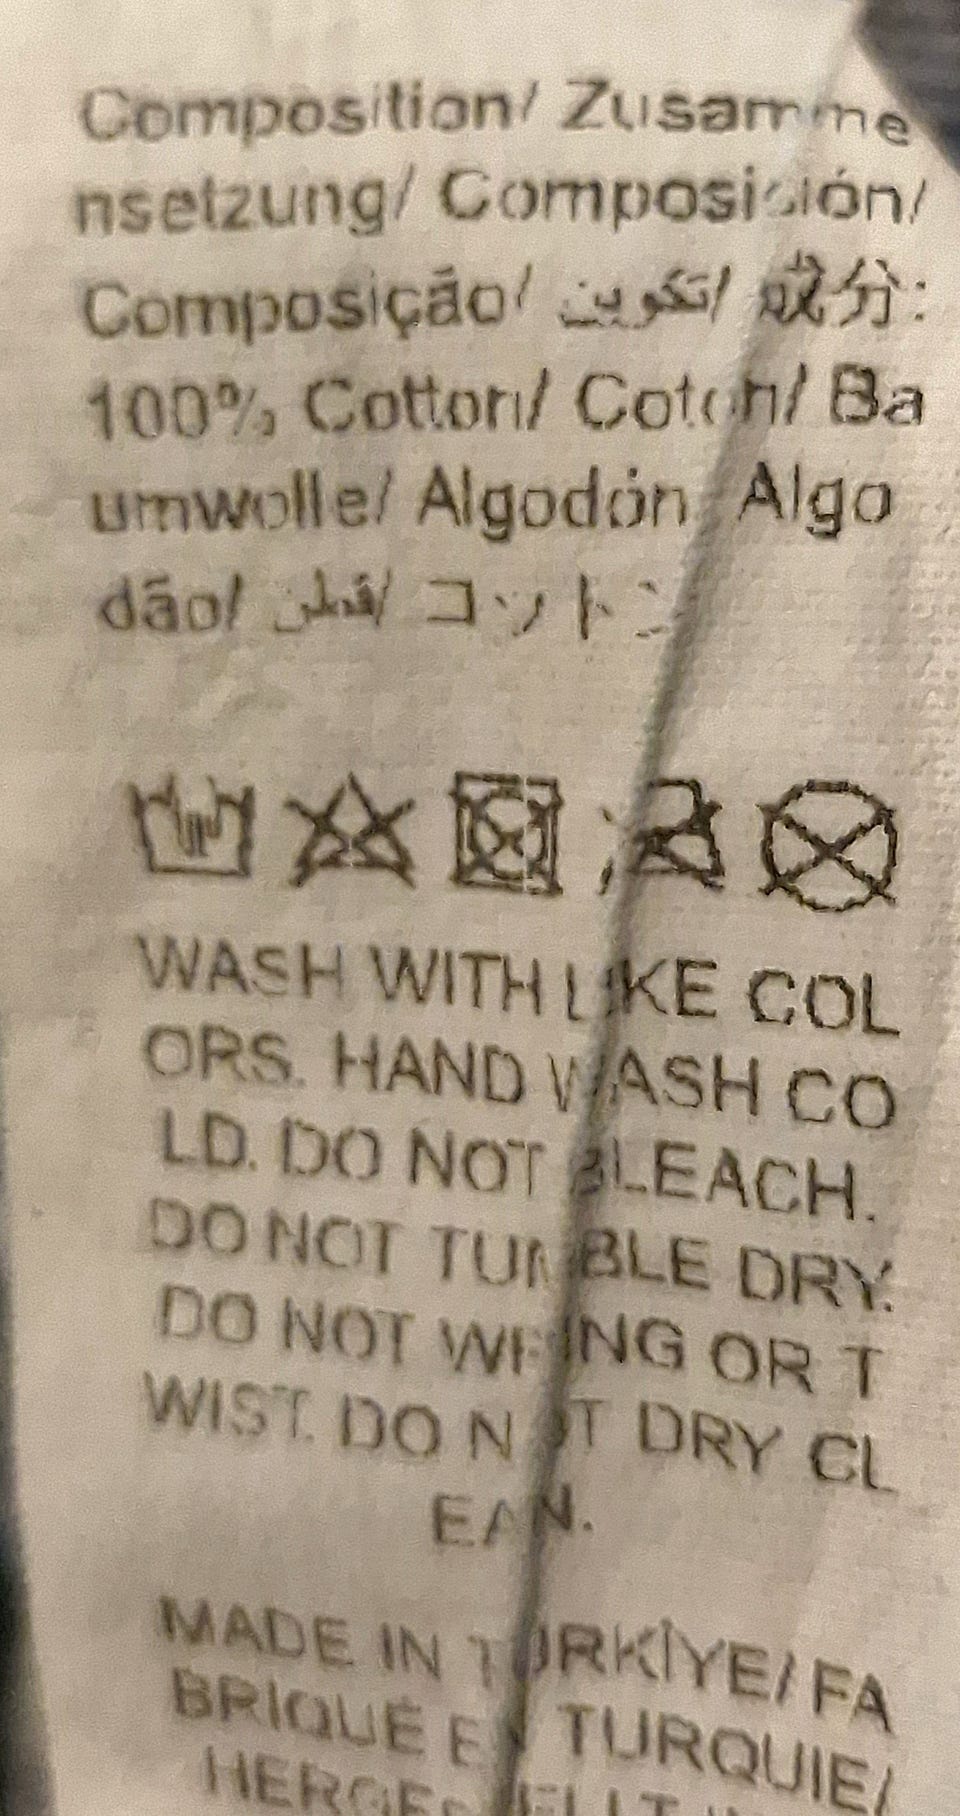 Composition/ Zusamme
nsetzung/ Composición/
Composição/ تكوين/ 成分:
100% Cotton/ Coton/ Ba
umwolle/ Algodón/ Algo
dão/ قطن/ コットン
WASH WITH LIKE COL
ORS. HAND WASH CO
LD. DO NOT BLEACH.
DO NOT TUMBLE DRY.
DO NOT WRING OR T
WIST. DO NOT DRY CL
EAN.
MADE IN TÜRKİYE/ FA
BRIQUÉ EN TURQUIE/